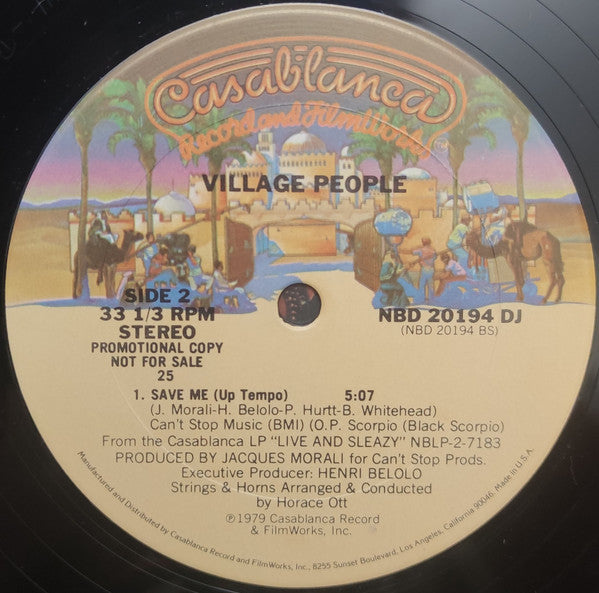 Casablanca
Record and FilmWorks™
VILLAGE PEOPLE
SIDE 2
33 1/3 RPM
STEREO
PROMOTIONAL COPY
NOT FOR SALE
25
NBD 20194 DJ
(NBD 20194 BS)
1. SAVE ME (Up Tempo) 5:07
(J. Morali-H. Belolo-P. Hurtt-B. Whitehead)
Can't Stop Music (BMI) (O.P. Scorpio (Black Scorpio)
From the Casablanca LP "LIVE AND SLEAZY" NBLP-2-7183
PRODUCED BY JACQUES MORALI for Can't Stop Prods.
Executive Producer: HENRI BELOLO
Strings & Horns Arranged & Conducted
by Horace Ott
℗1979 Casablanca Record
& FilmWorks, Inc.
Manufactured and Distributed by Casablanca Record and FilmWorks, Inc., 8255 Sunset Boulevard, Los Angeles, California 90046. Made in U.S.A.